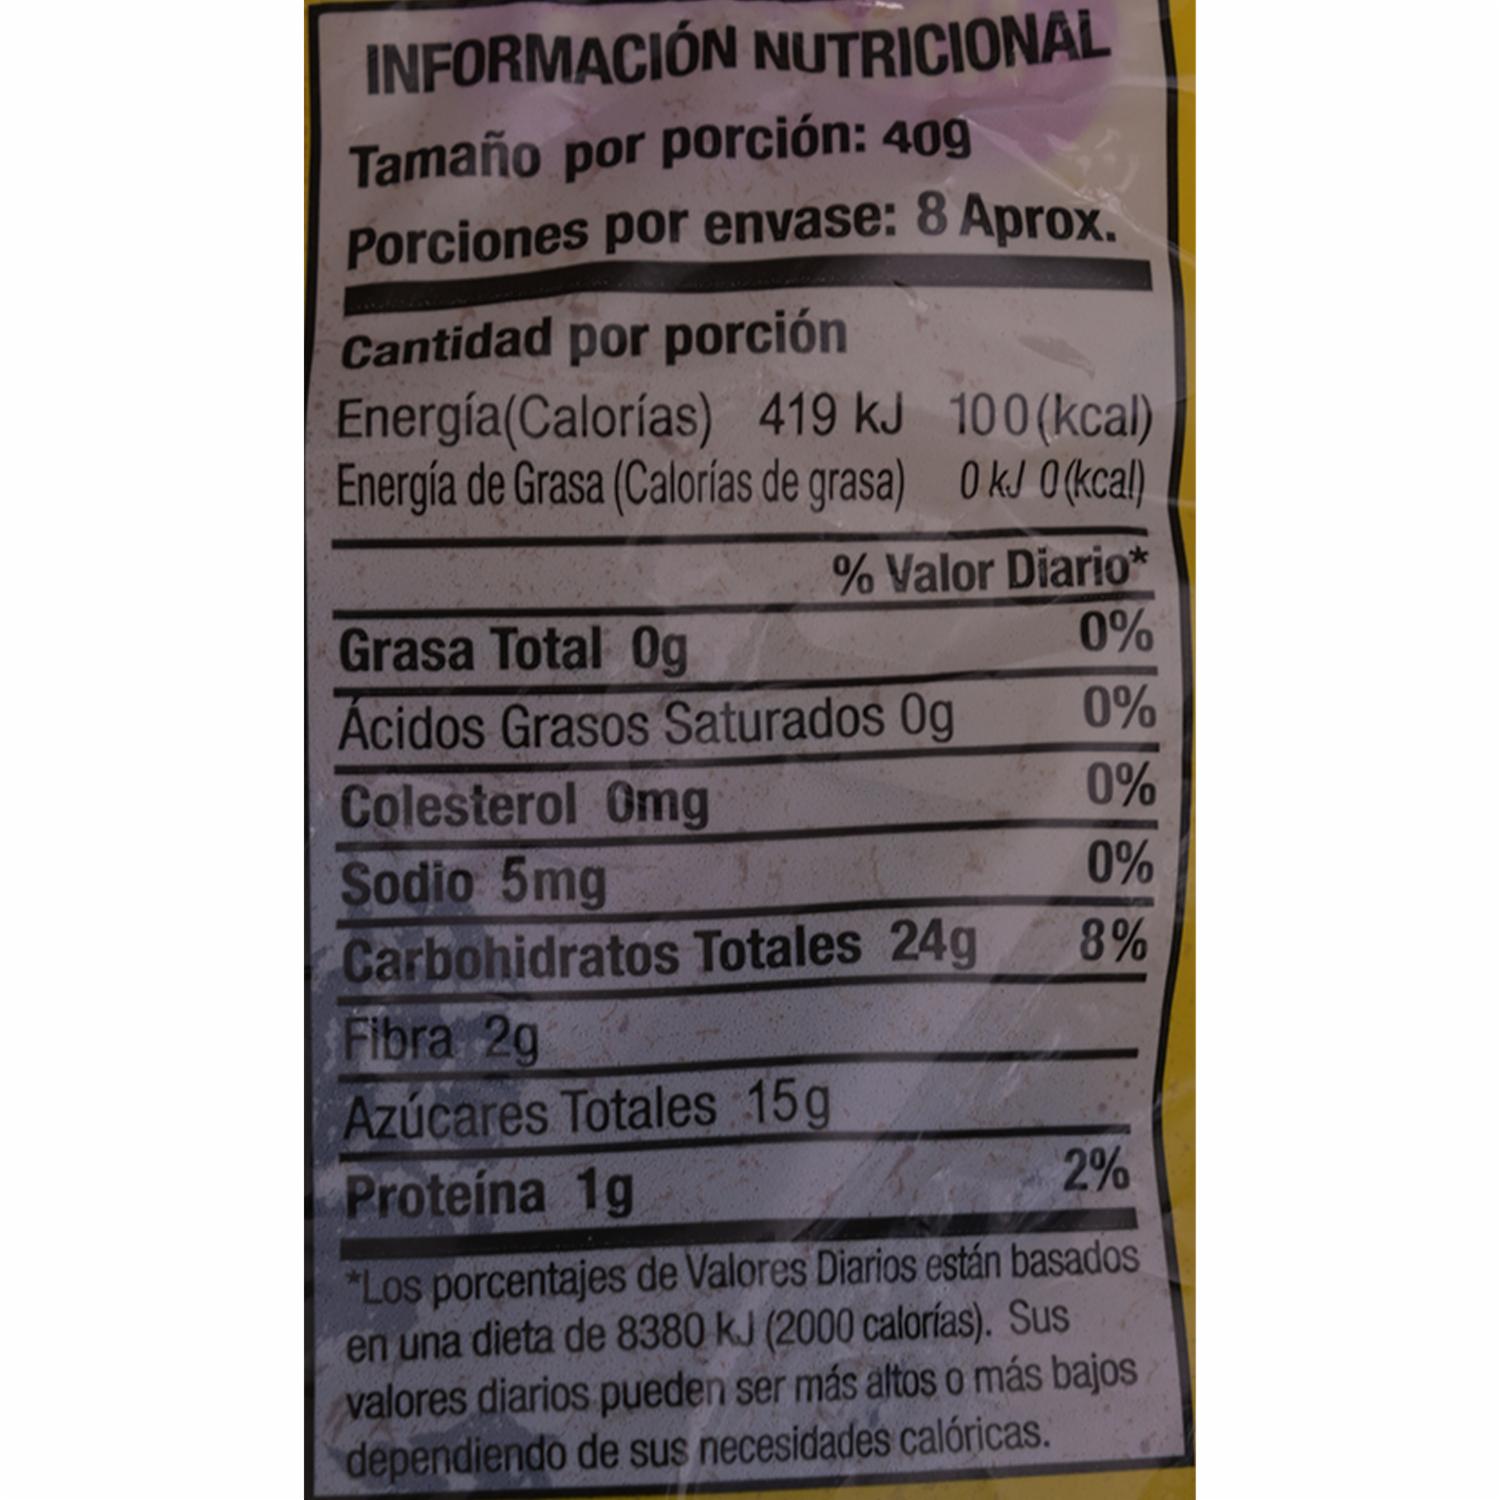 INFORMACIÓN NUTRICIONAL
Tamaño por porción: 40g
Porciones por envase: 8 Aprox.
Cantidad por porción
Energía(Calorías) 419 kJ 100(kcal)
Energía de Grasa (Calorías de grasa) 0 kJ 0(kcal)
% Valor Diario*
Grasa Total 0g 0%
Ácidos Grasos Saturados 0g 0%
Colesterol 0mg 0%
Sodio 5mg 0%
Carbohidratos Totales 24g 8%
Fibra 2g
Azúcares Totales 15g
Proteína 1g 2%
*Los porcentajes de Valores Diarios están basados
en una dieta de 8380 kJ (2000 calorías). Sus
valores diarios pueden ser más altos o más bajos
dependiendo de sus necesidades calóricas.